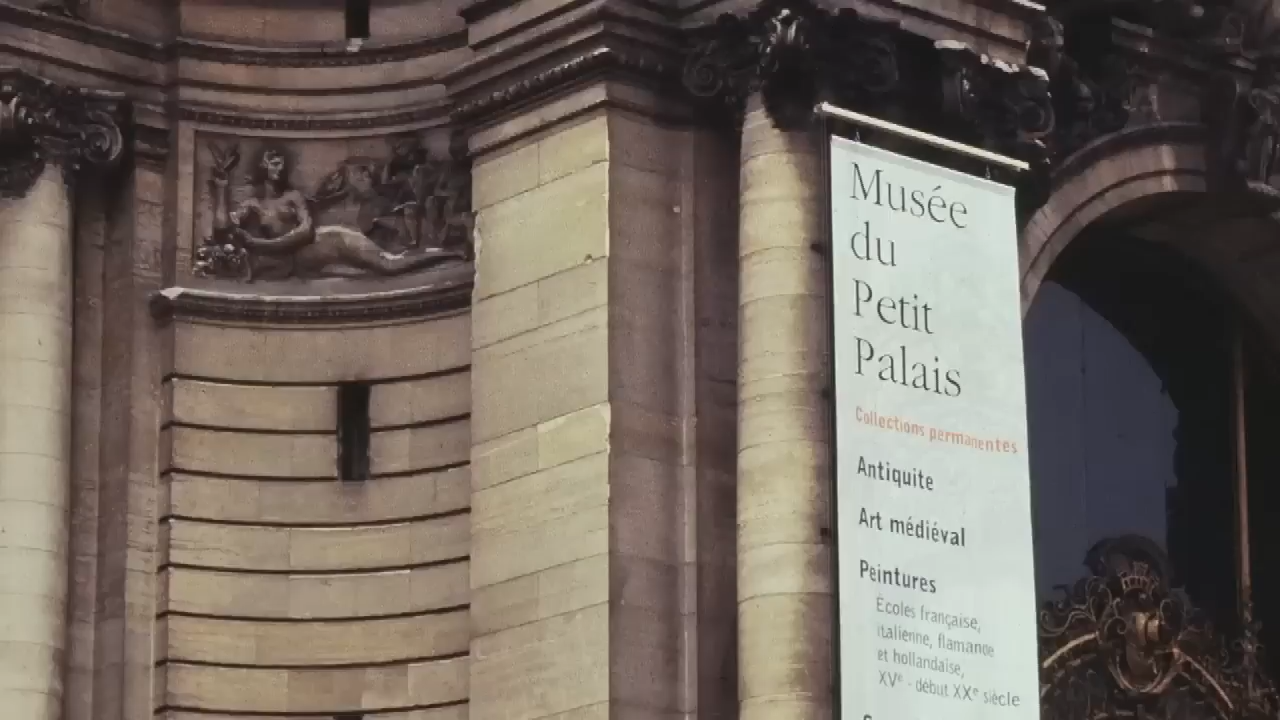 Musée
du
Petit
Palais
Collections permanentes
Antiquite
Art médiéval
Peintures
Écoles française,
italienne, flamande
et hollandaise,
XVe - début XXe siècle